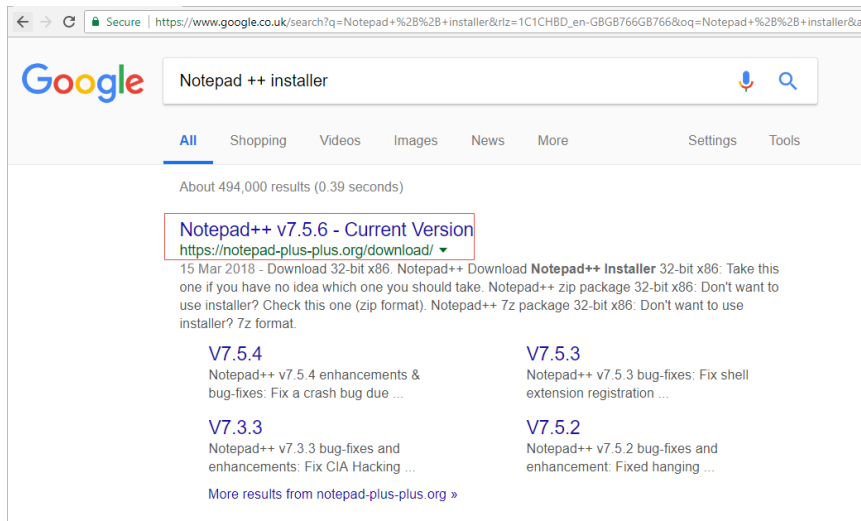 Secure | https://www.google.co.uk/search?q=Notepad+%2B%2B+installer&rlz=1C1CHBD_en-GBGB766GB766&oq=Notepad+%2B%2B+installer&a
Google
Notepad ++ installer
All Shopping Videos Images News More Settings Tools
About 494,000 results (0.39 seconds)
Notepad++ v7.5.6 - Current Version
https://notepad-plus-plus.org/download/
15 Mar 2018 - Download 32-bit x86. Notepad++ Download Notepad++ Installer 32-bit x86: Take this
one if you have no idea which one you should take. Notepad++ zip package 32-bit x86: Don't want to
use installer? Check this one (zip format). Notepad++ 7z package 32-bit x86: Don't want to use
installer? 7z format.
V7.5.4
Notepad++ v7.5.4 enhancements &
bug-fixes: Fix a crash bug due ...
V7.5.3
Notepad++ v7.5.3 bug-fixes: Fix shell
extension registration ...
V7.3.3
Notepad++ v7.3.3 bug-fixes and
enhancements: Fix CIA Hacking ...
V7.5.2
Notepad++ v7.5.2 bug-fixes and
enhancement: Fixed hanging ...
More results from notepad-plus-plus.org »